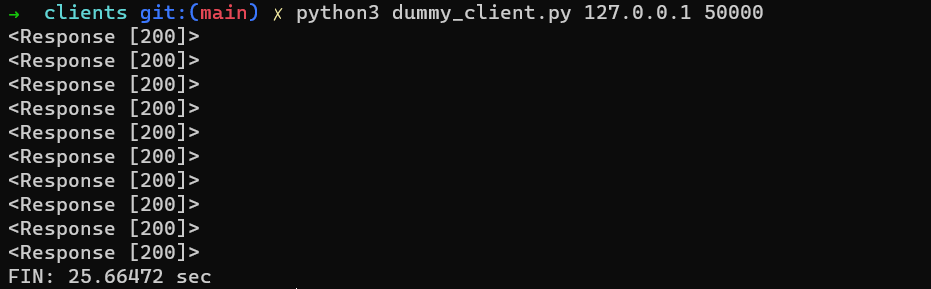 → clients git:(main) ✗ python3 dummy_client.py 127.0.0.1 50000
<Response [200]>
<Response [200]>
<Response [200]>
<Response [200]>
<Response [200]>
<Response [200]>
<Response [200]>
<Response [200]>
<Response [200]>
<Response [200]>
FIN: 25.66472 sec